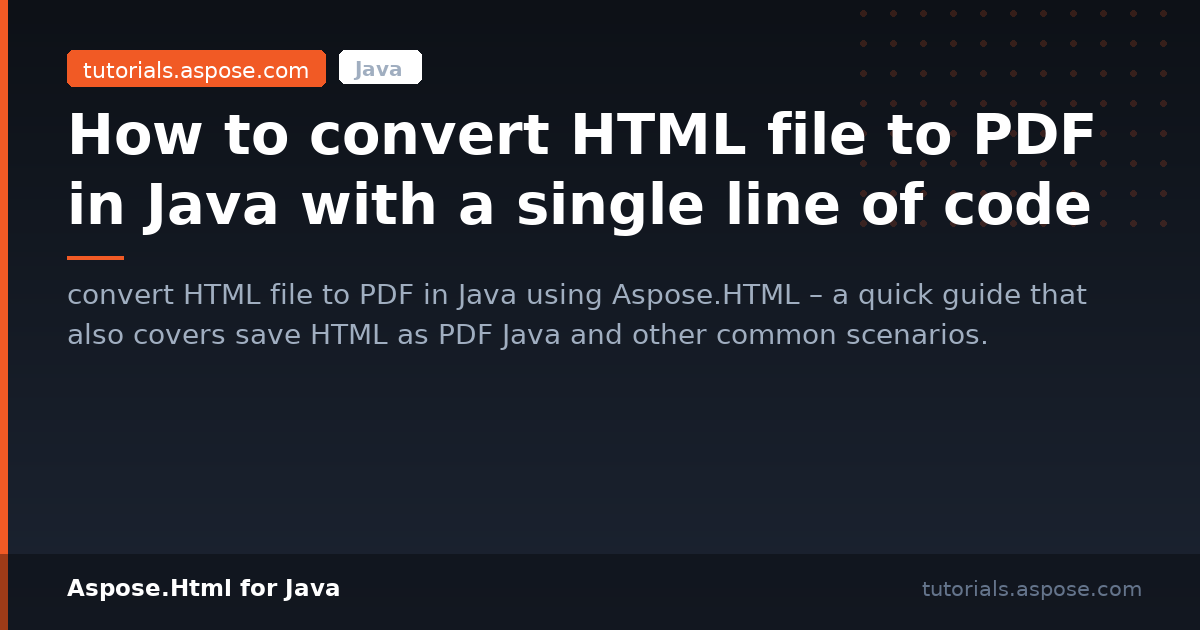 tutorials.aspose.com
Java
How to convert HTML file to PDF
in Java with a single line of code
convert HTML file to PDF in Java using Aspose.HTML – a quick guide that
also covers save HTML as PDF Java and other common scenarios.
Aspose.Html for Java
tutorials.aspose.com